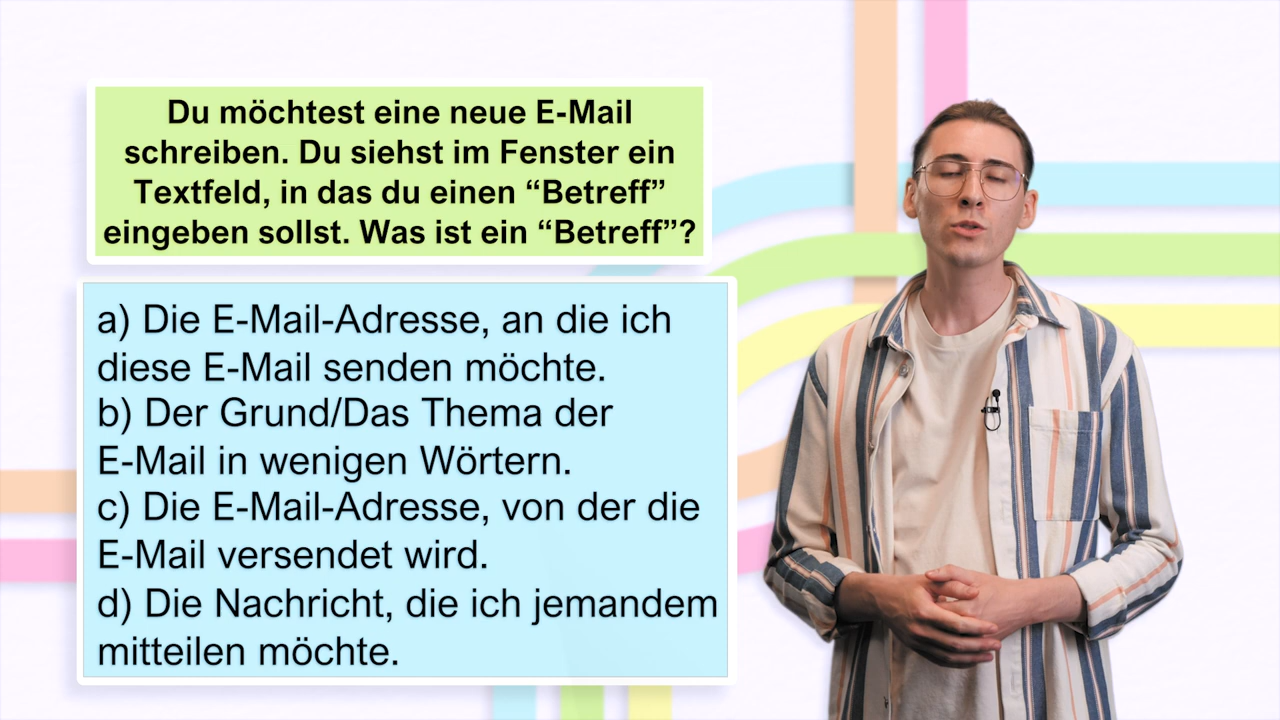 Du möchtest eine neue E-Mail
schreiben. Du siehst im Fenster ein
Textfeld, in das du einen “Betreff”
eingeben sollst. Was ist ein “Betreff”?
a) Die E-Mail-Adresse, an die ich
diese E-Mail senden möchte.
b) Der Grund/Das Thema der
E-Mail in wenigen Wörtern.
c) Die E-Mail-Adresse, von der die
E-Mail versendet wird.
d) Die Nachricht, die ich jemandem
mitteilen möchte.